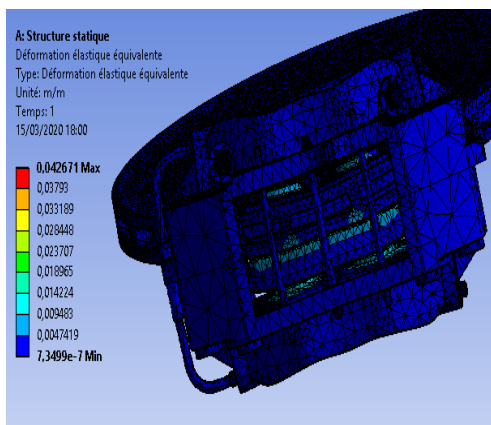 A: Structure statique
Déformation élastique équivalente
Type: Déformation élastique équivalente
Unité: m/m
Temps: 1
15/03/2020 18:00
0,042671 Max
0,03793
0,033189
0,028448
0,023707
0,018965
0,014224
0,009483
0,0047419
7,3499e-7 Min